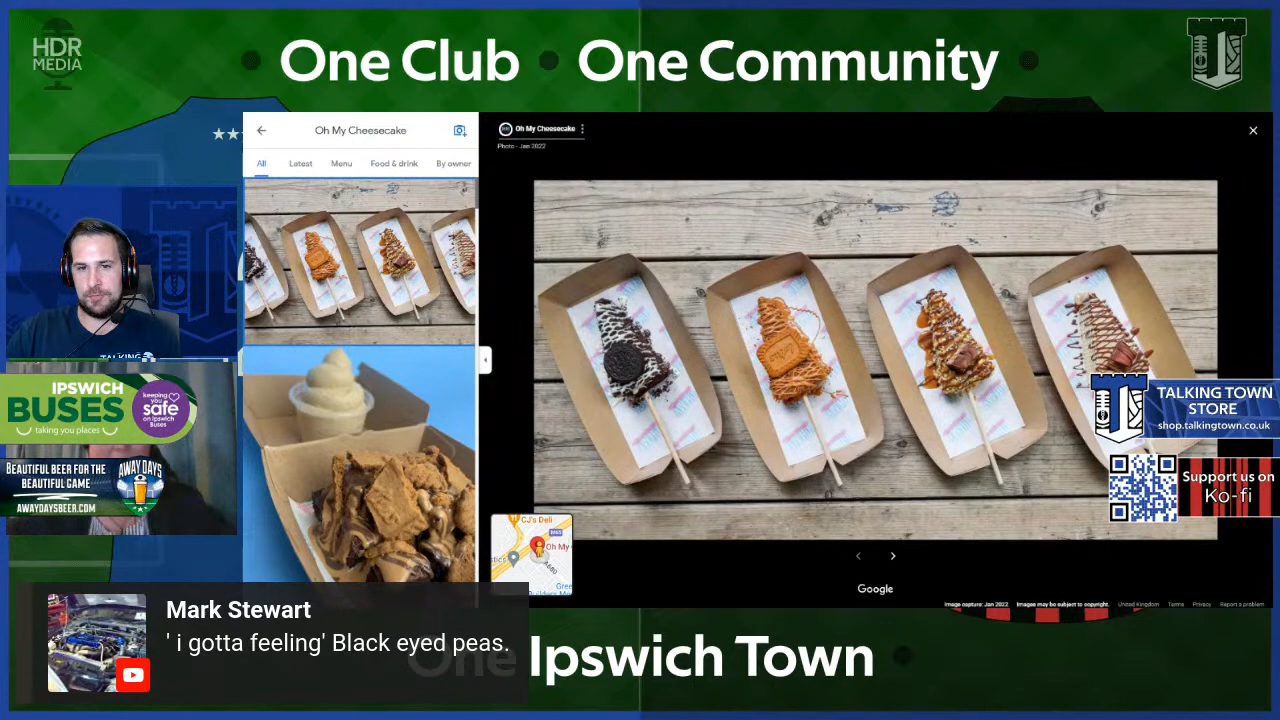 HDR
MEDIA
One Club • One Community
Oh My Cheesecake
All Latest Menu Food & drink By owner
Oh My Cheesecake
Photo - Jan 2022
TALKING
IPSWICH
BUSES
taking you places
keeping
you
safe
on Ipswich
Buses
BEAUTIFUL BEER FOR THE
BEAUTIFUL GAME
AWAYDAYSBEER.COM
AWAY DAYS
TALKING TOWN
STORE
shop.talkingtown.co.uk
Support us on
Ko-fi
CJ's Deli
Oh My
A680
Google
Image capture: Jan 2022 Images may be subject to copyright. United Kingdom Terms Privacy Report a problem
Mark Stewart
' i gotta feeling' Black eyed peas.
One Ipswich Town